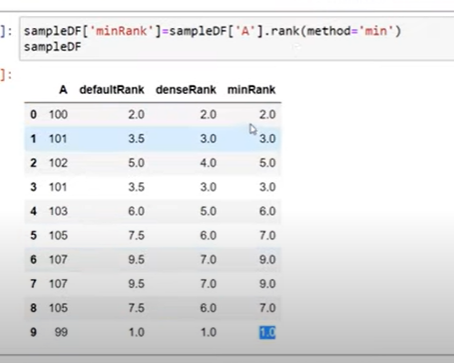 ]: sampleDF['minRank']=sampleDF['A'].rank(method='min')
sampleDF
]:
A defaultRank denseRank minRank
0 100 2.0 2.0 2.0
1 101 3.5 3.0 3.0
2 102 5.0 4.0 5.0
3 101 3.5 3.0 3.0
4 103 6.0 5.0 6.0
5 105 7.5 6.0 7.0
6 107 9.5 7.0 9.0
7 107 9.5 7.0 9.0
8 105 7.5 6.0 7.0
9 99 1.0 1.0 1.0